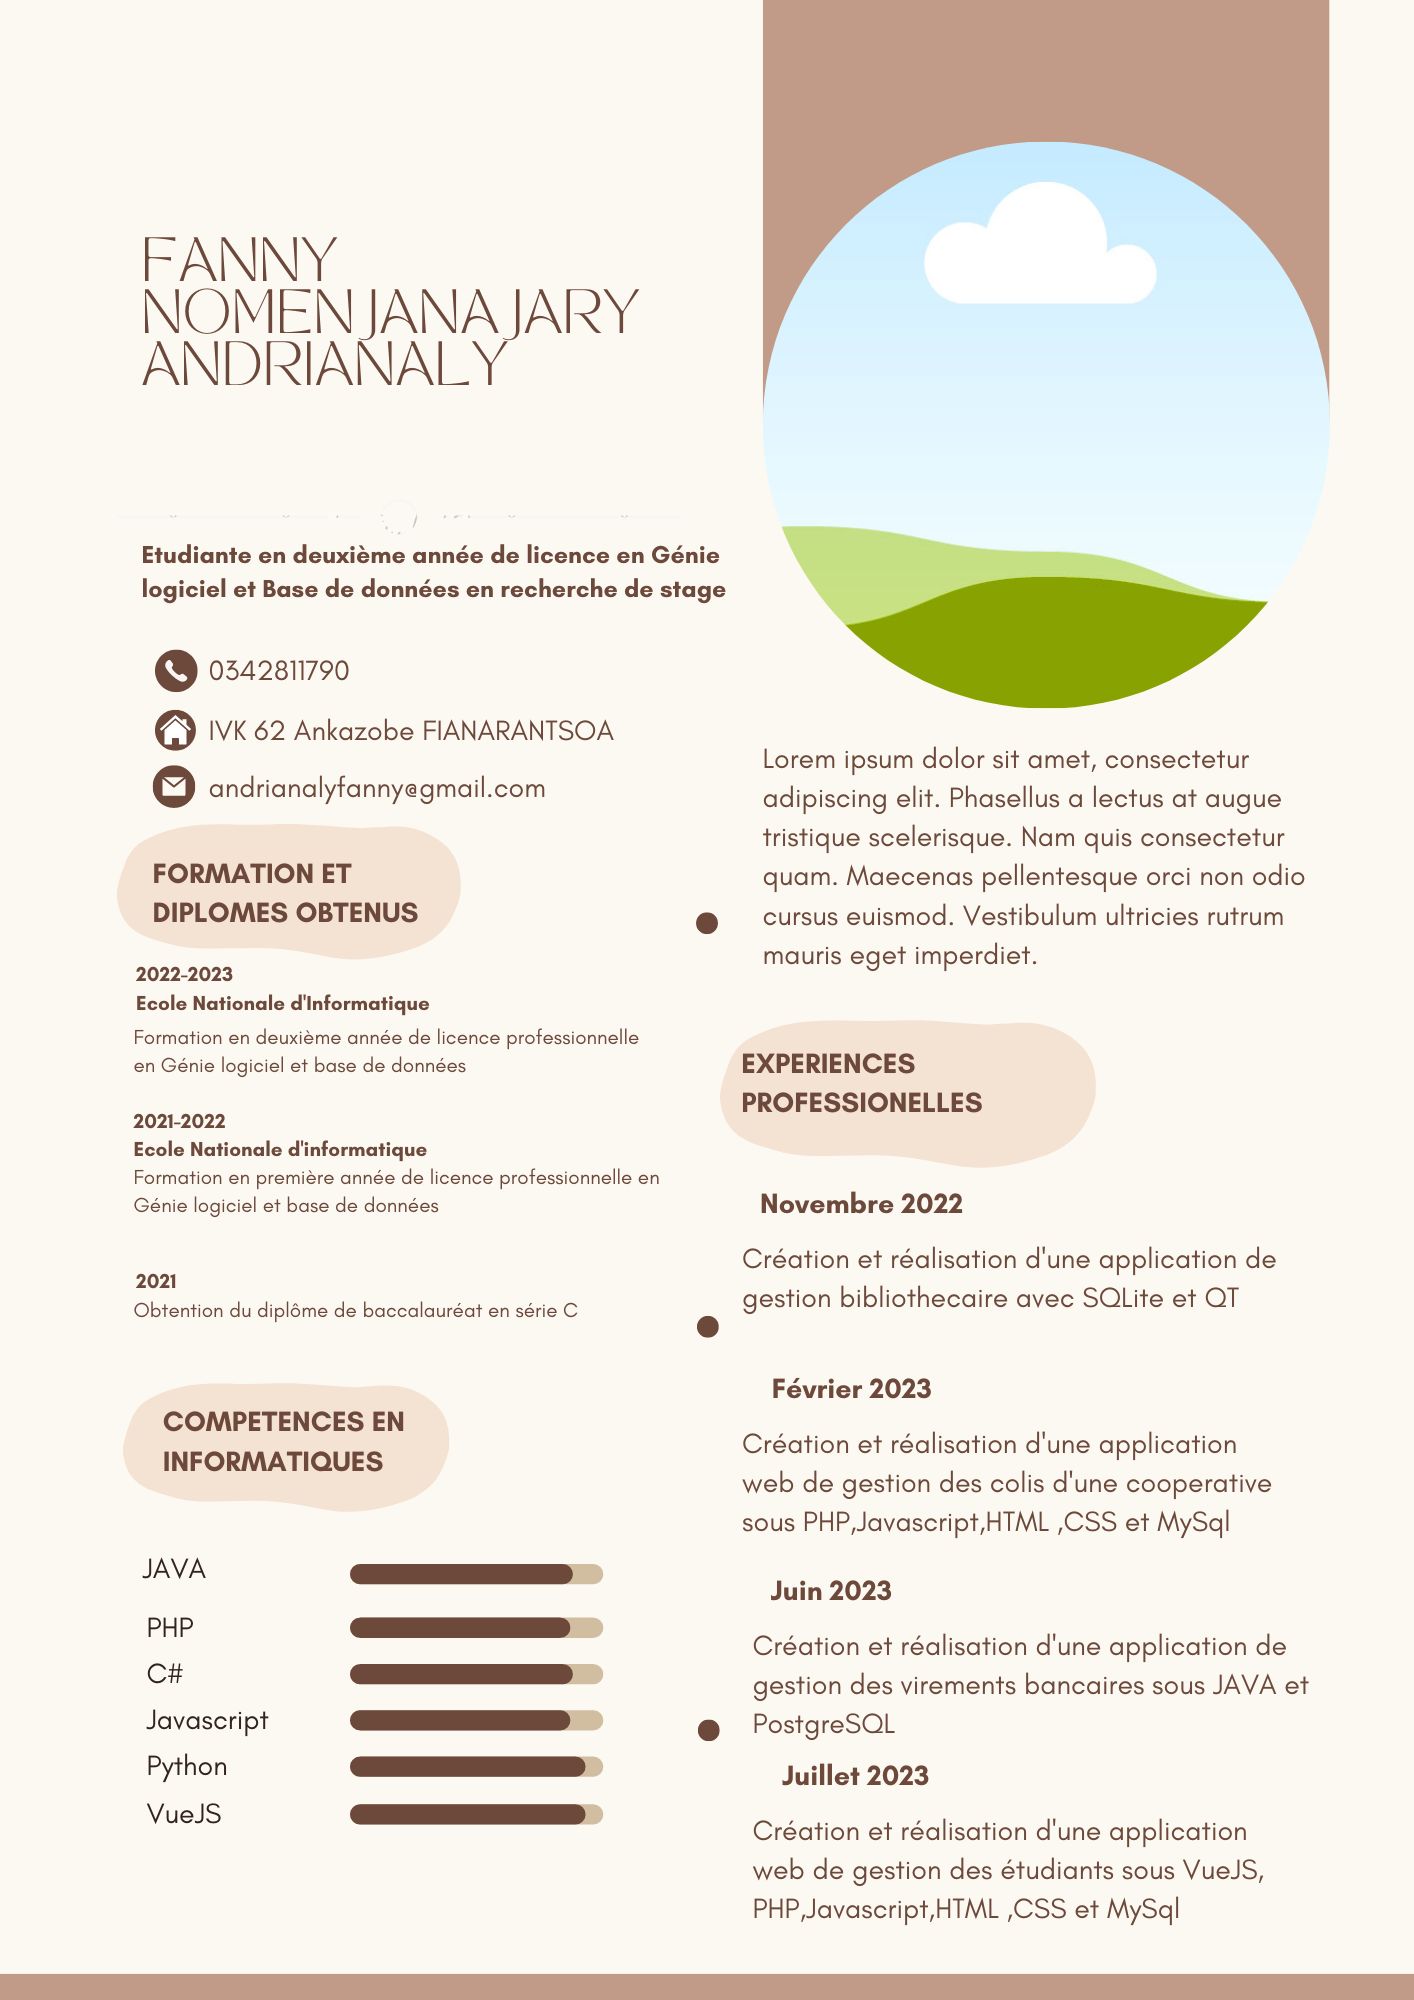 FANNY
NOMENJANAJARY
ANDRIANALY
Etudiante en deuxième année de licence en Génie
logiciel et Base de données en recherche de stage
0342811790
IVK 62 Ankazobe FIANARANTSOA
andrianalyfanny@gmail.com
FORMATION ET
DIPLOMES OBTENUS
2022-2023
Ecole Nationale d'Informatique
Formation en deuxième année de licence professionnelle
en Génie logiciel et base de données
2021-2022
Ecole Nationale d'informatique
Formation en première année de licence professionnelle en
Génie logiciel et base de données
2021
Obtention du diplôme de baccalauréat en série C
COMPETENCES EN
INFORMATIQUES
JAVA
PHP
C#
Javascript
Python
VueJS
Lorem ipsum dolor sit amet, consectetur
adipiscing elit. Phasellus a lectus at augue
tristique scelerisque. Nam quis consectetur
quam. Maecenas pellentesque orci non odio
cursus euismod. Vestibulum ultricies rutrum
mauris eget imperdiet.
EXPERIENCES
PROFESSIONELLES
Novembre 2022
Création et réalisation d'une application de
gestion bibliothecaire avec SQLite et QT
Février 2023
Création et réalisation d'une application
web de gestion des colis d'une cooperative
sous PHP,Javascript,HTML ,CSS et MySql
Juin 2023
Création et réalisation d'une application de
gestion des virements bancaires sous JAVA et
PostgreSQL
Juillet 2023
Création et réalisation d'une application
web de gestion des étudiants sous VueJS,
PHP,Javascript,HTML ,CSS et MySql